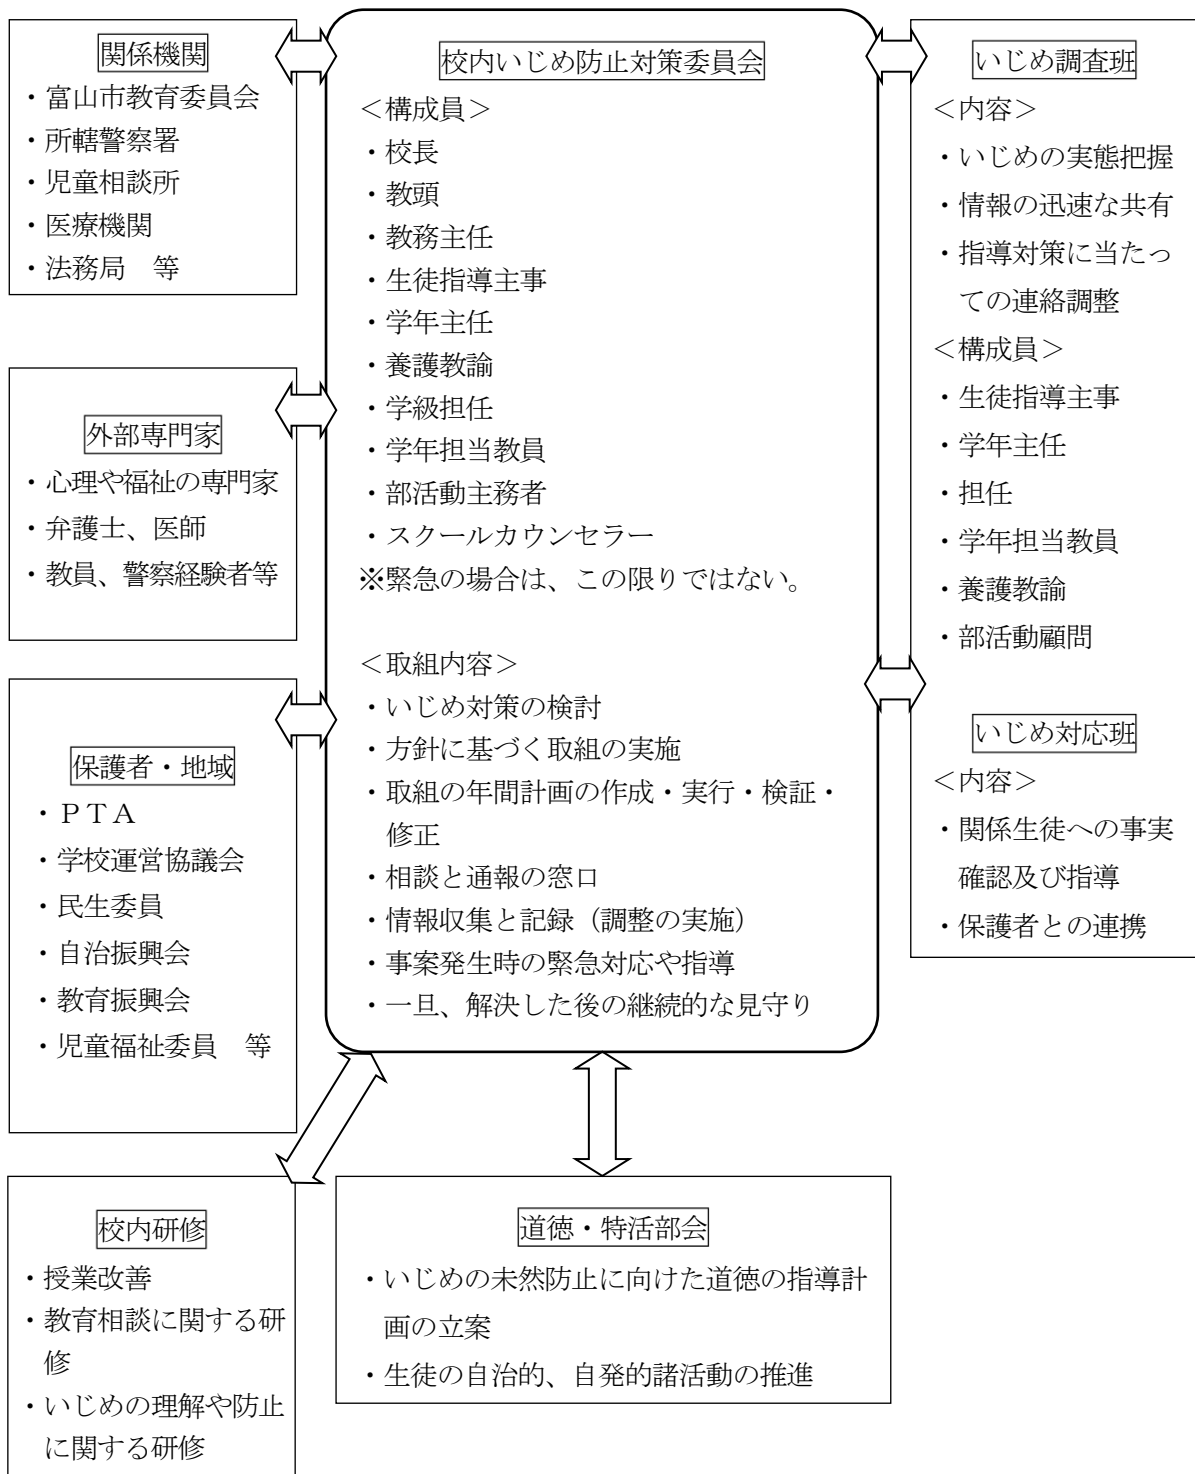 関係機関
・富山市教育委員会
・所轄警察署
・児童相談所
・医療機関
・法務局　等
外部専門家
・心理や福祉の専門家
・弁護士、医師
・教員、警察経験者等
保護者・地域
・ＰＴＡ
・学校運営協議会
・民生委員
・自治振興会
・教育振興会
・児童福祉委員　等
校内いじめ防止対策委員会
＜構成員＞
・校長
・教頭
・教務主任
・生徒指導主事
・学年主任
・養護教諭
・学級担任
・学年担当教員
・部活動主務者
・スクールカウンセラー
※緊急の場合は、この限りではない。
＜取組内容＞
・いじめ対策の検討
・方針に基づく取組の実施
・取組の年間計画の作成・実行・検証・
修正
・相談と通報の窓口
・情報収集と記録（調整の実施）
・事案発生時の緊急対応や指導
・一旦、解決した後の継続的な見守り
いじめ調査班
＜内容＞
・いじめの実態把握
・情報の迅速な共有
・指導対策に当たっ
ての連絡調整
＜構成員＞
・生徒指導主事
・学年主任
・担任
・学年担当教員
・養護教諭
・部活動顧問
いじめ対応班
＜内容＞
・関係生徒への事実
確認及び指導
・保護者との連携
校内研修
・授業改善
・教育相談に関する研
修
・いじめの理解や防止
に関する研修
道徳・特活部会
・いじめの未然防止に向けた道徳の指導計
画の立案
・生徒の自治的、自発的諸活動の推進